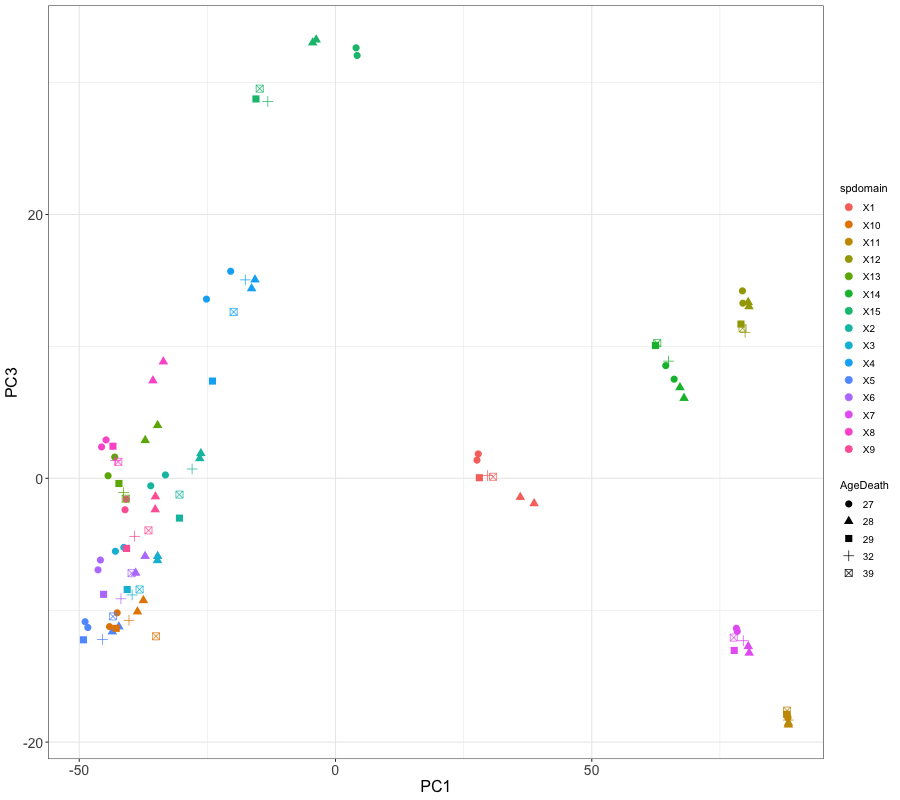 20
0
-20
PC3
-50
0
50
PC1
spdomain
X1
X10
X11
X12
X13
X14
X15
X2
X3
X4
X5
X6
X7
X8
X9
AgeDeath
27
28
29
32
39